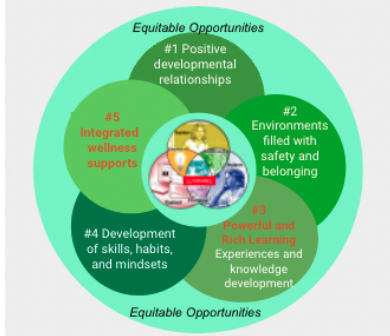 Equitable Opportunities
#1 Positive
developmental
relationships
#2
Environments
filled with
safety and
belonging
#3
Powerful and
Rich Learning
Experiences and
knowledge
development
#4 Development
of skills, habits,
and mindsets
#5
Integrated
wellness
supports
Equitable Opportunities